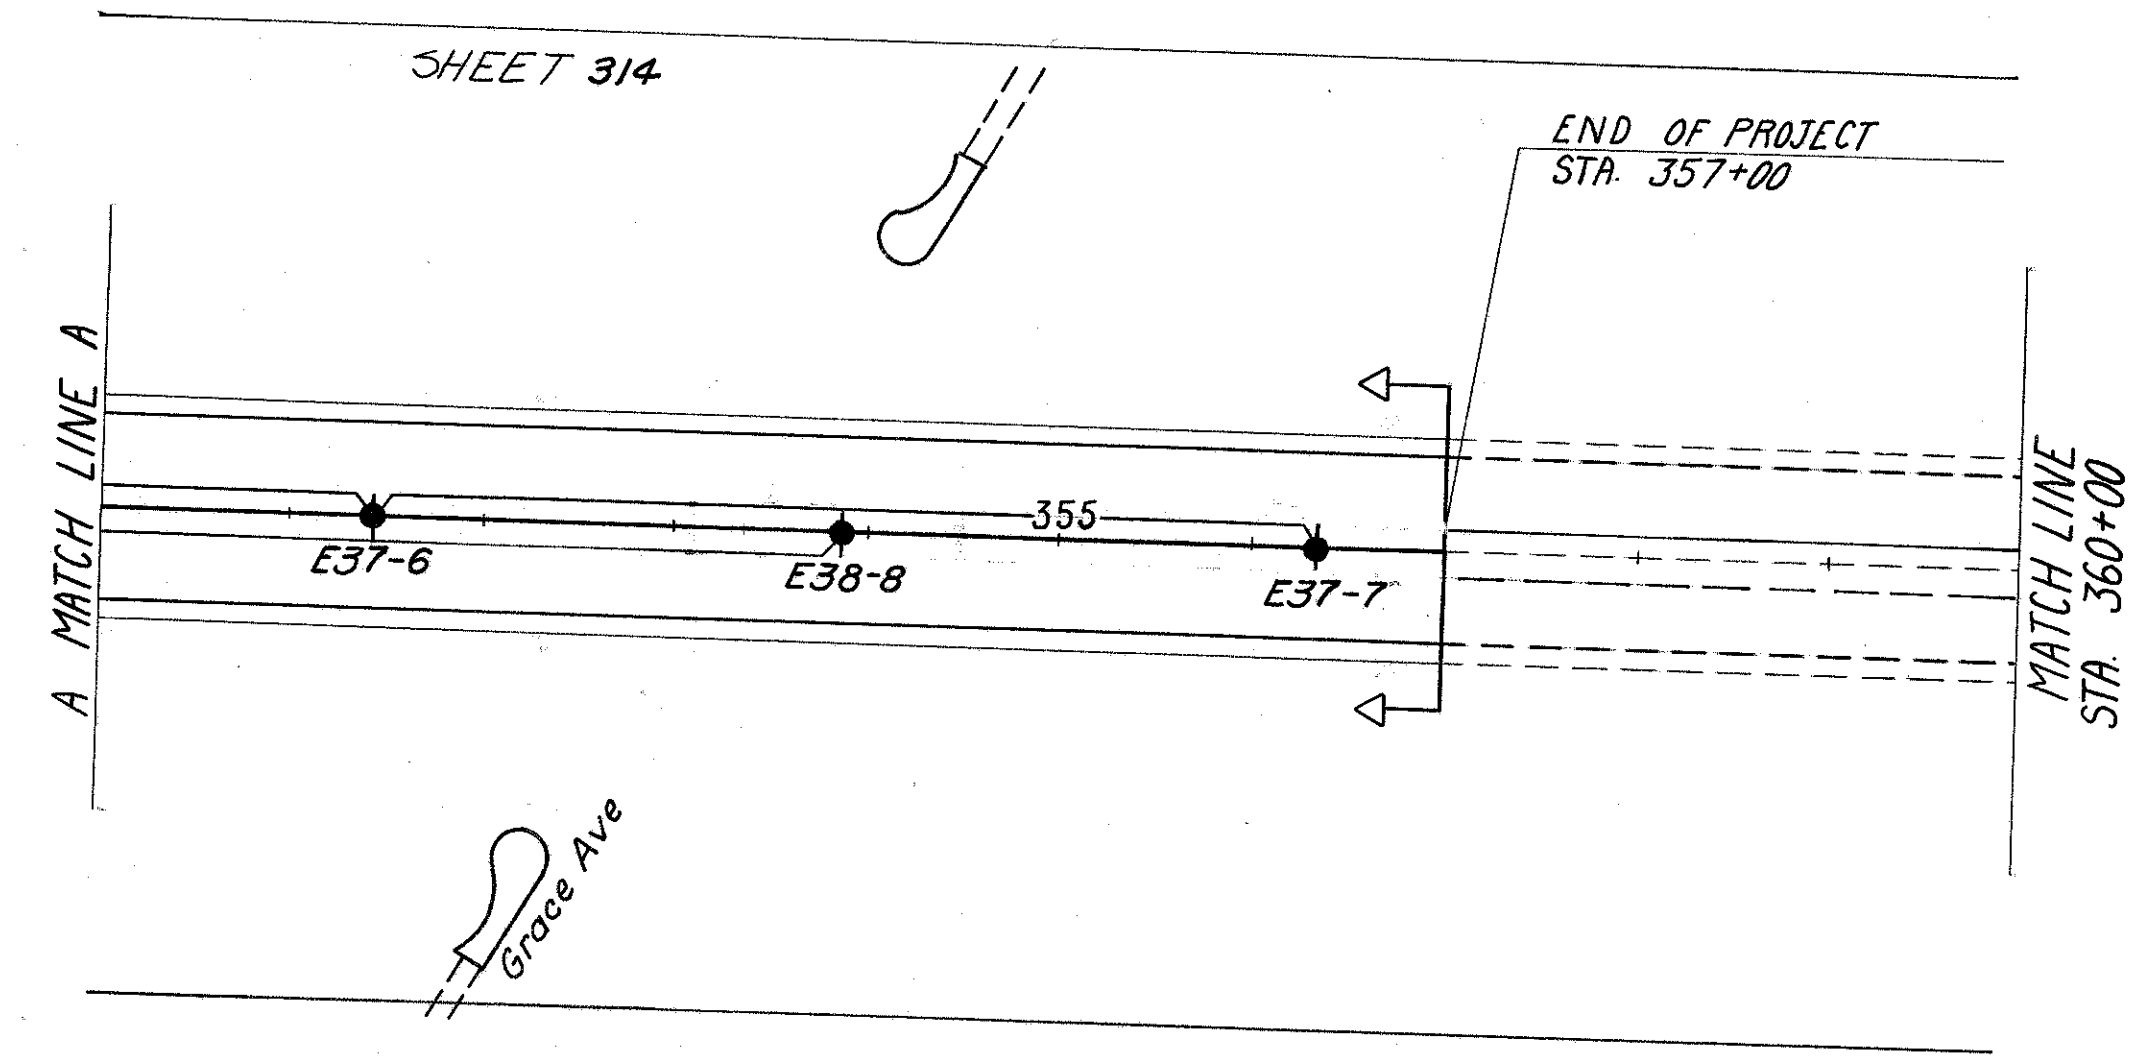 SHEET 314
END OF PROJECT
STA. 357+00
A MATCH LINE A
355
E37-6
E38-8
E37-7
MATCH LINE
STA. 360+00
Grace Ave